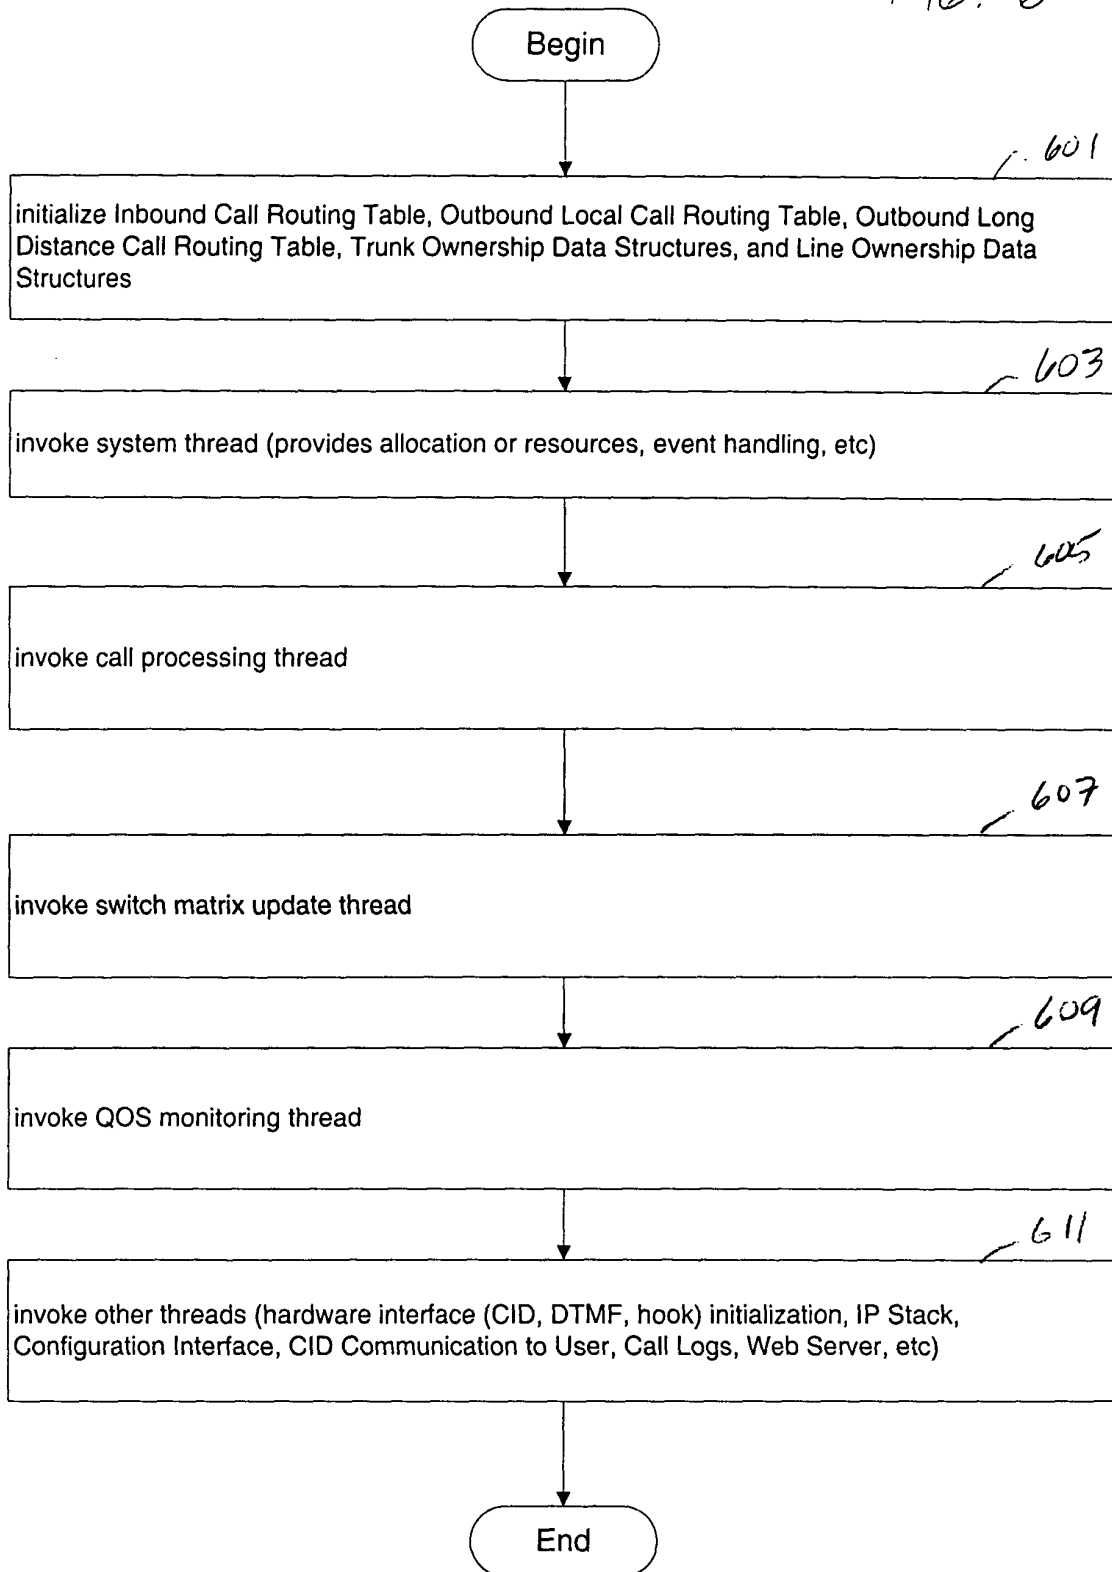 Begin
601
initialize Inbound Call Routing Table, Outbound Local Call Routing Table, Outbound Long
Distance Call Routing Table, Trunk Ownership Data Structures, and Line Ownership Data
Structures
603
invoke system thread (provides allocation or resources, event handling, etc)
605
invoke call processing thread
607
invoke switch matrix update thread
609
invoke QOS monitoring thread
611
invoke other threads (hardware interface (CID, DTMF, hook) initialization, IP Stack,
Configuration Interface, CID Communication to User, Call Logs, Web Server, etc)
End